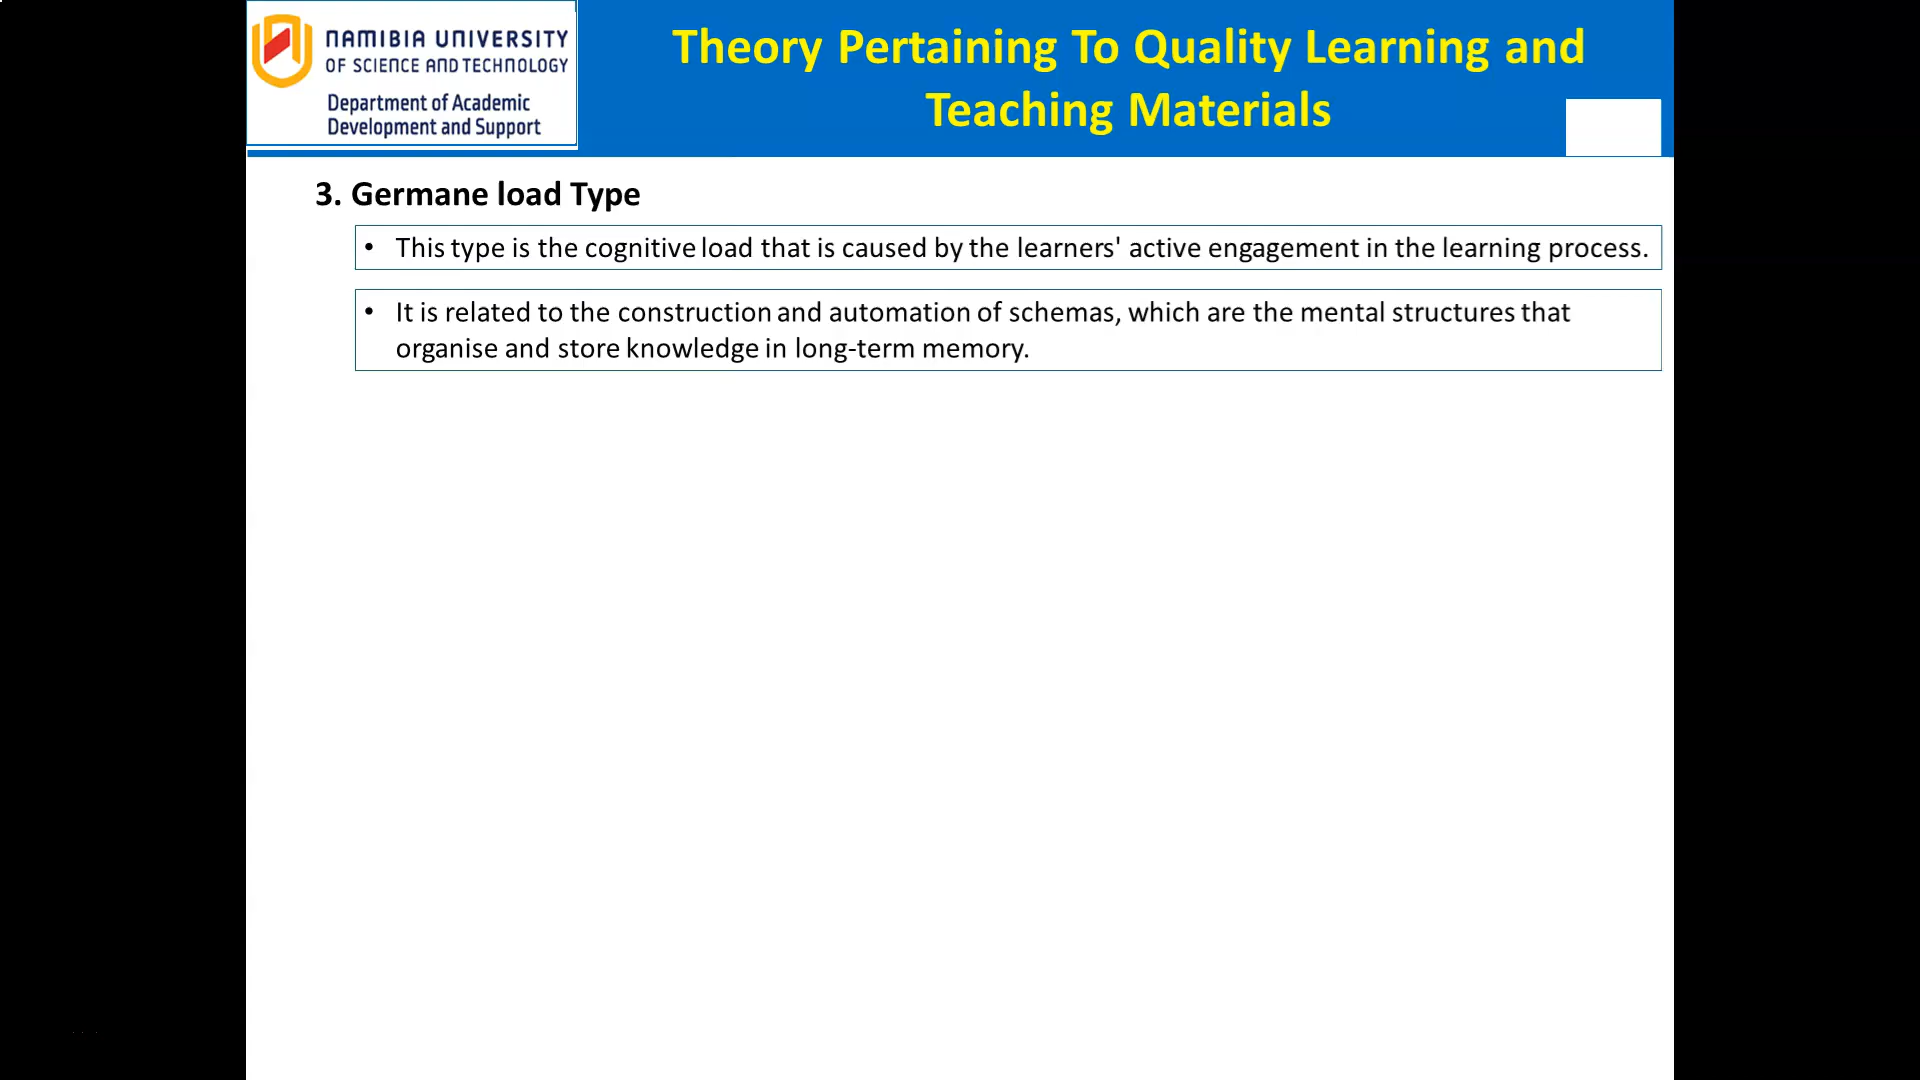 NAMIBIA UNIVERSITY
OF SCIENCE AND TECHNOLOGY
Department of Academic
Development and Support
Theory Pertaining To Quality Learning and
Teaching Materials
3. Germane load Type
• This type is the cognitive load that is caused by the learners' active engagement in the learning process.
• It is related to the construction and automation of schemas, which are the mental structures that
organise and store knowledge in long-term memory.